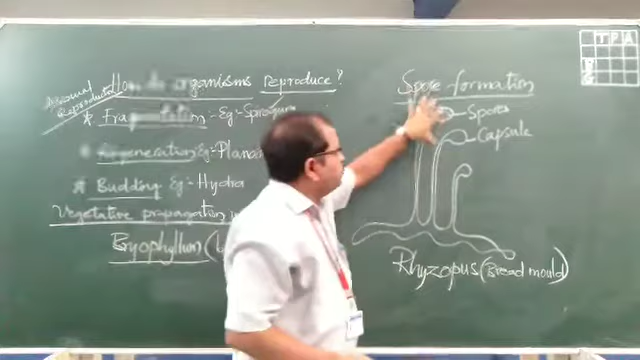 Asexual Reproduction
How do organisms reproduce?
* Fragmentation - Eg:- Spirogyra
Regeneration Eg:- Planar
* Budding Eg:- Hydra
Vegetative propagation
Bryophyllum (
Spore formation
Spores
Capsule
Rhyzopus (Bread mould)
T P A
B
G